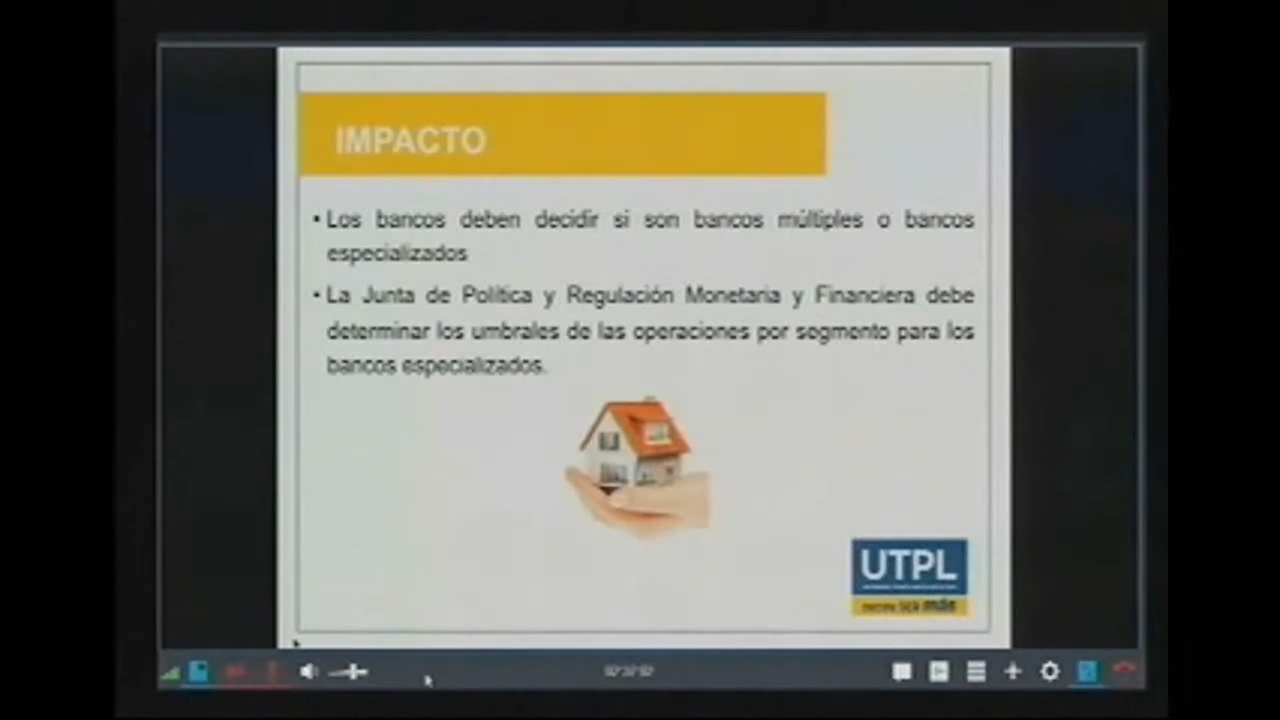 IMPACTO
• Los bancos deben decidir si son bancos múltiples o bancos
especializados
• La Junta de Política y Regulación Monetaria y Financiera debe
determinar los umbrales de las operaciones por segmento para los
bancos especializados.
UTPL